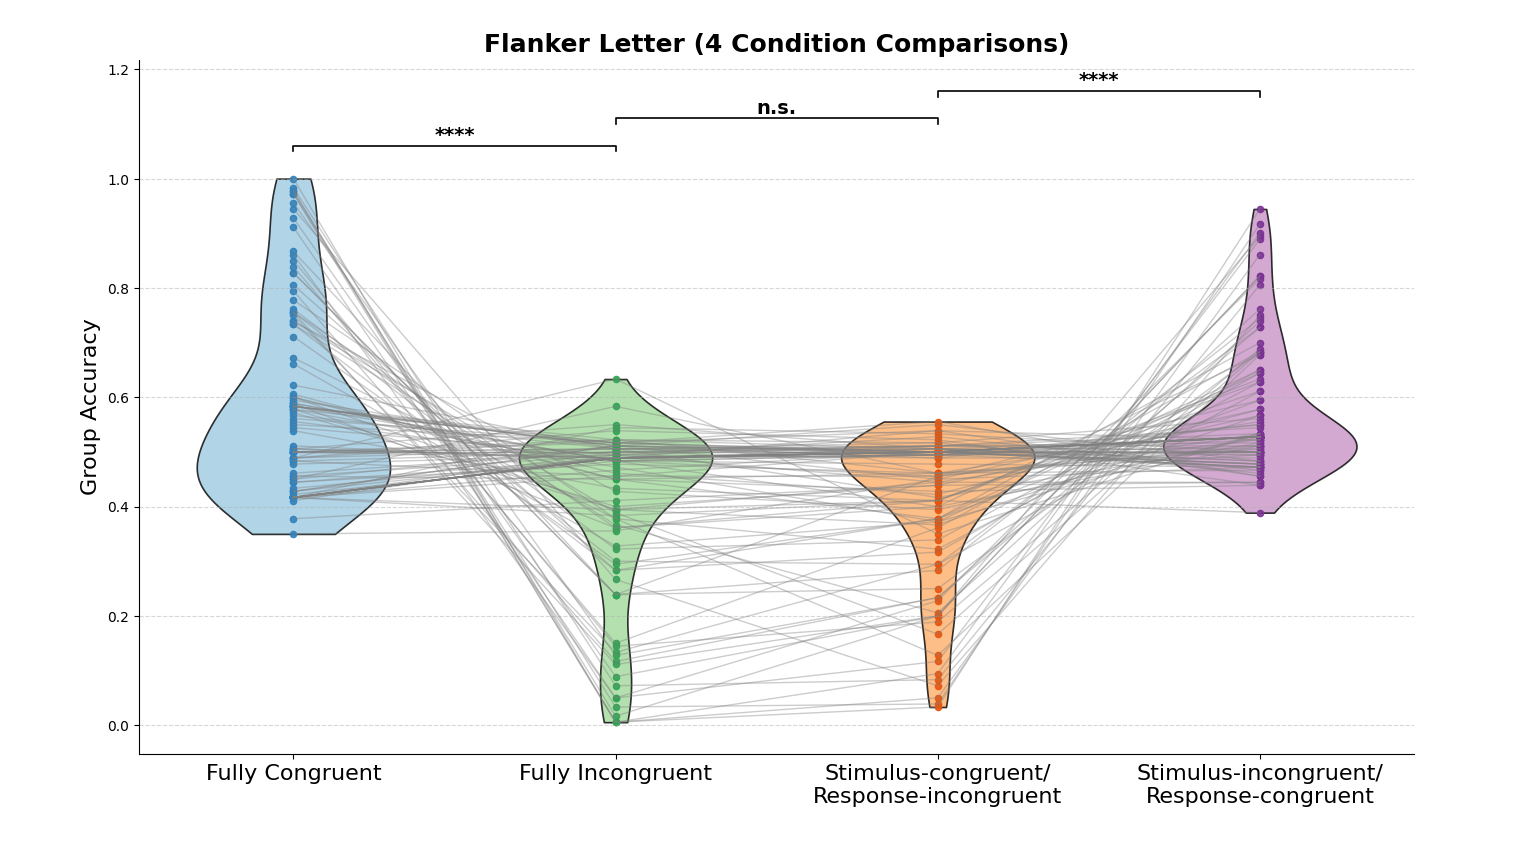 Flanker Letter (4 Condition Comparisons)
Group Accuracy
1.2
1.0
0.8
0.6
0.4
0.2
0.0
****
n.s.
****
Fully Congruent
Fully Incongruent
Stimulus-congruent/
Response-incongruent
Stimulus-incongruent/
Response-congruent